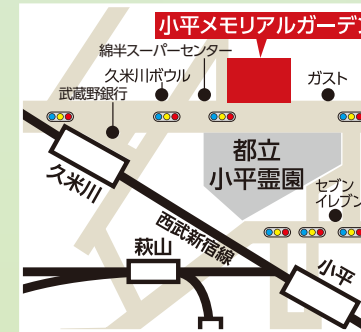 小平メモリアルガーデン
綿半スーパーセンター
久米川ボウル
ガスト
武蔵野銀行
都立
小平霊園
久米川
セブン
イレブン
西武新宿線
萩山
小平